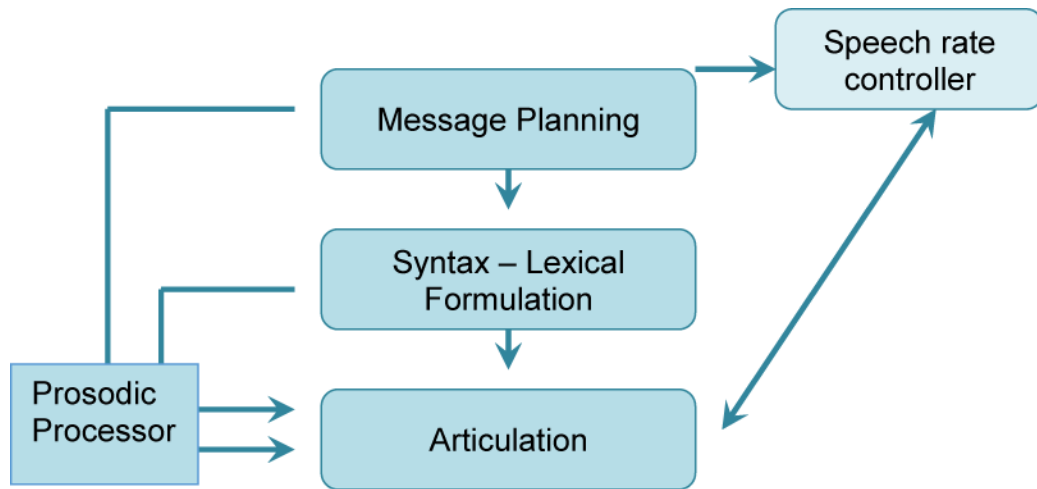 Speech rate
controller
Message Planning
Syntax – Lexical
Formulation
Prosodic
Processor
Articulation